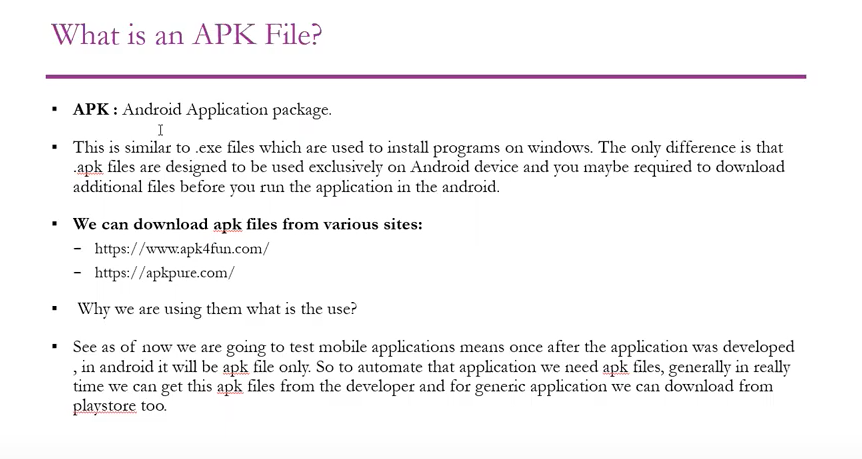 What is an APK File?
▪ APK : Android Application package.
▪ This is similar to .exe files which are used to install programs on windows. The only difference is that
.apk files are designed to be used exclusively on Android device and you maybe required to download
additional files before you run the application in the android.
▪ We can download apk files from various sites:
– https://www.apk4fun.com/
– https://apkpure.com/
▪ Why we are using them what is the use?
▪ See as of now we are going to test mobile applications means once after the application was developed
, in android it will be apk file only. So to automate that application we need apk files, generally in really
time we can get this apk files from the developer and for generic application we can download from
playstore too.